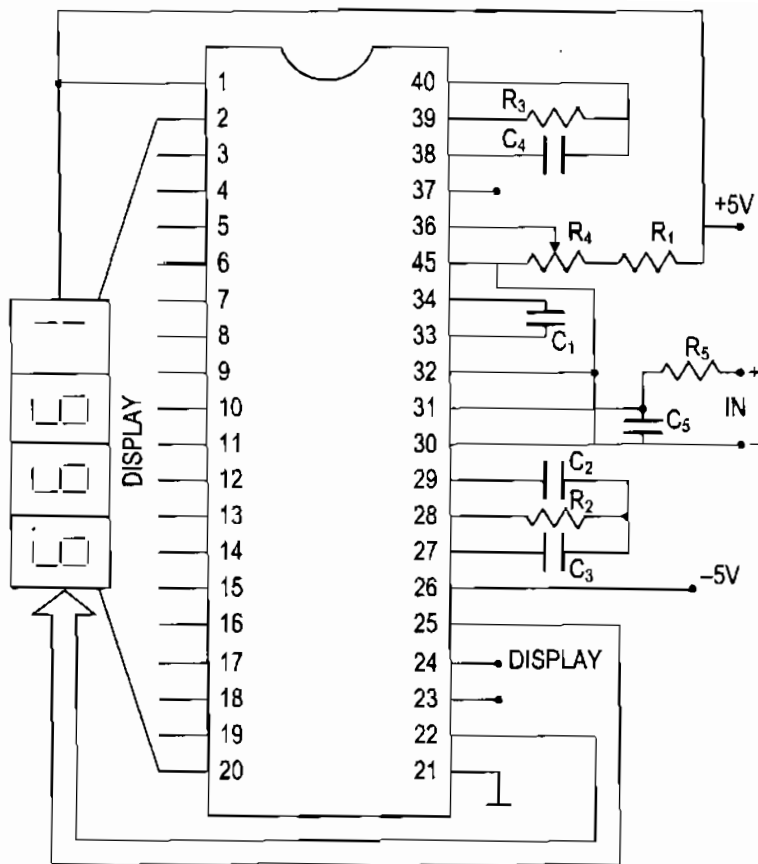 1 40
2 39 R3
3 38 C4
4 37
5 36 R4 R1 +5V
6 45
7 34
8 33 C1
9 32 R5 +
10 31 IN
11 30 C5 –
12 29 C2
13 28 R2
14 27 C3
15 26 –5V
16 25
17 24 DISPLAY
18 23
19 22
20 21
DISPLAY